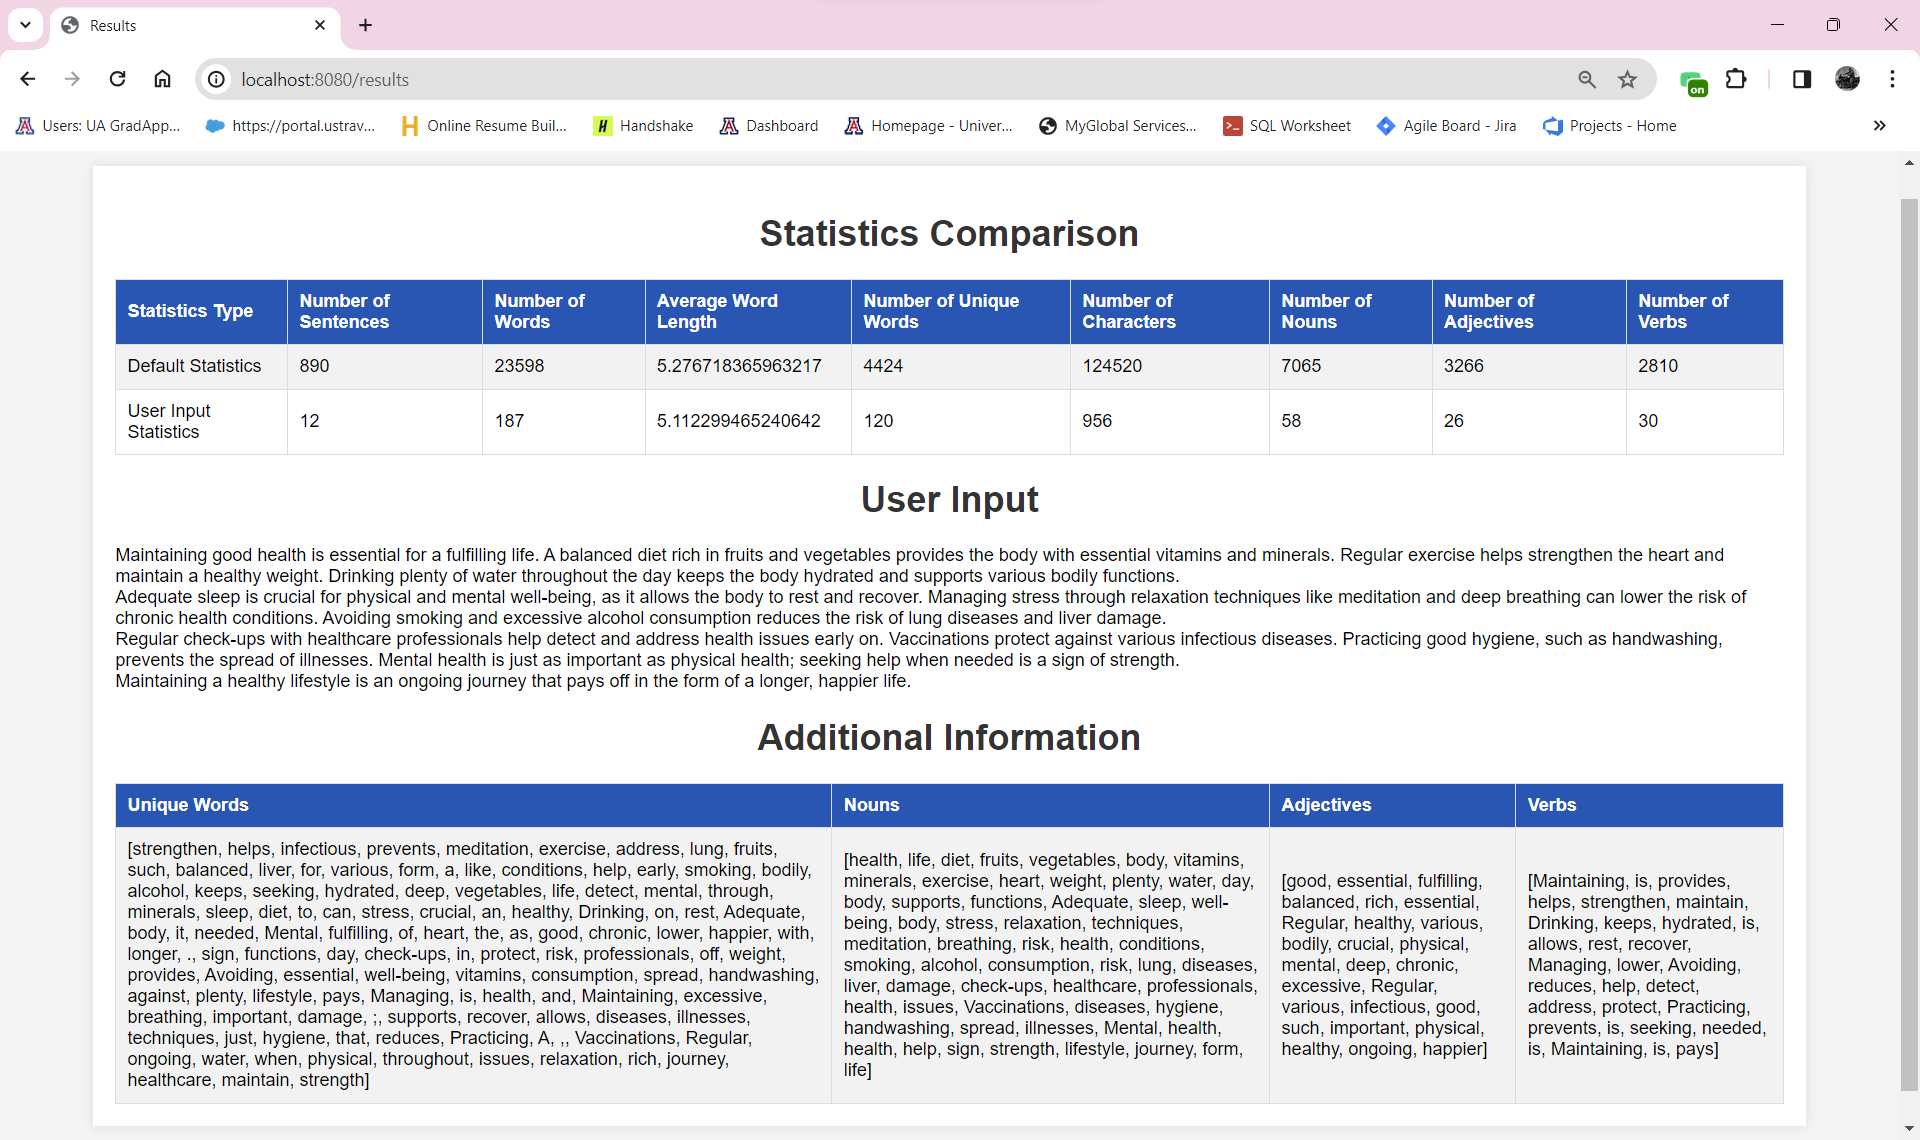 Results
localhost:8080/results
on
Users: UA GradApp...
https://portal.ustrav...
Online Resume Buil...
Handshake
Dashboard
Homepage - Univer...
MyGlobal Services...
SQL Worksheet
Agile Board - Jira
Projects - Home
Statistics Comparison
Statistics Type
Number of
Sentences
Number of
Words
Average Word
Length
Number of Unique
Words
Number of
Characters
Number of
Nouns
Number of
Adjectives
Number of
Verbs
Default Statistics
890
23598
5.276718365963217
4424
124520
7065
3266
2810
User Input
Statistics
12
187
5.112299465240642
120
956
58
26
30
User Input
Maintaining good health is essential for a fulfilling life. A balanced diet rich in fruits and vegetables provides the body with essential vitamins and minerals. Regular exercise helps strengthen the heart and
maintain a healthy weight. Drinking plenty of water throughout the day keeps the body hydrated and supports various bodily functions.
Adequate sleep is crucial for physical and mental well-being, as it allows the body to rest and recover. Managing stress through relaxation techniques like meditation and deep breathing can lower the risk of
chronic health conditions. Avoiding smoking and excessive alcohol consumption reduces the risk of lung diseases and liver damage.
Regular check-ups with healthcare professionals help detect and address health issues early on. Vaccinations protect against various infectious diseases. Practicing good hygiene, such as handwashing,
prevents the spread of illnesses. Mental health is just as important as physical health; seeking help when needed is a sign of strength.
Maintaining a healthy lifestyle is an ongoing journey that pays off in the form of a longer, happier life.
Additional Information
Unique Words
Nouns
Adjectives
Verbs
[strengthen, helps, infectious, prevents, meditation, exercise, address, lung, fruits,
such, balanced, liver, for, various, form, a, like, conditions, help, early, smoking, bodily,
alcohol, keeps, seeking, hydrated, deep, vegetables, life, detect, mental, through,
minerals, sleep, diet, to, can, stress, crucial, an, healthy, Drinking, on, rest, Adequate,
body, it, needed, Mental, fulfilling, of, heart, the, as, good, chronic, lower, happier, with,
longer, ., sign, functions, day, check-ups, in, protect, risk, professionals, off, weight,
provides, Avoiding, essential, well-being, vitamins, consumption, spread, handwashing,
against, plenty, lifestyle, pays, Managing, is, health, and, Maintaining, excessive,
breathing, important, damage, ;, supports, recover, allows, diseases, illnesses,
techniques, just, hygiene, that, reduces, Practicing, A, ,, Vaccinations, Regular,
ongoing, water, when, physical, throughout, issues, relaxation, rich, journey,
healthcare, maintain, strength]
[health, life, diet, fruits, vegetables, body, vitamins,
minerals, exercise, heart, weight, plenty, water, day,
body, supports, functions, Adequate, sleep, well-
being, body, stress, relaxation, techniques,
meditation, breathing, risk, health, conditions,
smoking, alcohol, consumption, risk, lung, diseases,
liver, damage, check-ups, healthcare, professionals,
health, issues, Vaccinations, diseases, hygiene,
handwashing, spread, illnesses, Mental, health,
health, help, sign, strength, lifestyle, journey, form,
life]
[good, essential, fulfilling,
balanced, rich, essential,
Regular, healthy, various,
bodily, crucial, physical,
mental, deep, chronic,
excessive, Regular,
various, infectious, good,
such, important, physical,
healthy, ongoing, happier]
[Maintaining, is, provides,
helps, strengthen, maintain,
Drinking, keeps, hydrated, is,
allows, rest, recover,
Managing, lower, Avoiding,
reduces, help, detect,
address, protect, Practicing,
prevents, is, seeking, needed,
is, Maintaining, is, pays]